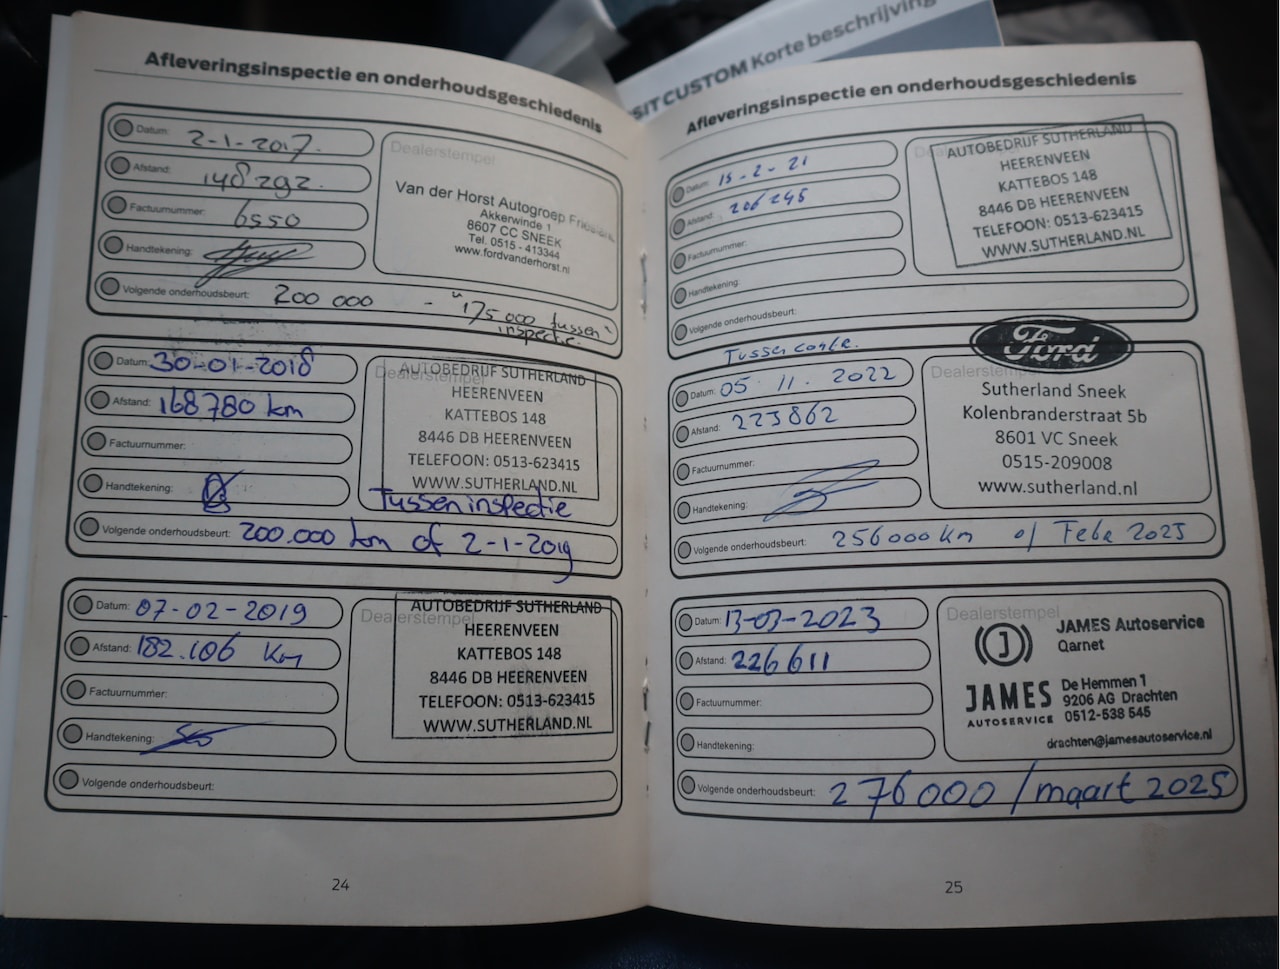 SIT CUSTOM Korte beschrijving
Afleveringsinspectie en onderhoudsgeschiedenis
Datum: 2-1-2017.
Afstand: 148292.
Factuurnummer: 6550
Handtekening:
Volgende onderhoudsbeurt: 200 000 - "175.000 tussen
inspectie."
Dealerstempel
Van der Horst Autogroep Friesland
Akkerwinde 1
8607 CC SNEEK
Tel. 0515 - 413344
www.fordvanderhorst.nl
Datum: 30-01-2018
Afstand: 168780 km
Factuurnummer:
Handtekening:
Volgende onderhoudsbeurt: 200.000 km of 2-1-2019
Dealerstempel
AUTOBEDRIJF SUTHERLAND
HEERENVEEN
KATTEBOS 148
8446 DB HEERENVEEN
TELEFOON: 0513-623415
WWW.SUTHERLAND.NL
Tusseninspectie
Datum: 07-02-2019
Afstand: 182.106 Km
Factuurnummer:
Handtekening:
Volgende onderhoudsbeurt:
Dealerstempel
AUTOBEDRIJF SUTHERLAND
HEERENVEEN
KATTEBOS 148
8446 DB HEERENVEEN
TELEFOON: 0513-623415
WWW.SUTHERLAND.NL
24
Afleveringsinspectie en onderhoudsgeschiedenis
Datum: 15-2-21
Afstand: 206245
Factuurnummer:
Handtekening:
Volgende onderhoudsbeurt:
Dealerstempel
AUTOBEDRIJF SUTHERLAND
HEERENVEEN
KATTEBOS 148
8446 DB HEERENVEEN
TELEFOON: 0513-623415
WWW.SUTHERLAND.NL
Datum: 05 11. 2022
Afstand: 223862
Factuurnummer:
Handtekening:
Volgende onderhoudsbeurt: 256000 km of Febr 2025
Dealerstempel
Ford
Sutherland Sneek
Kolenbranderstraat 5b
8601 VC Sneek
0515-209008
www.sutherland.nl
Datum: 13-03-2023
Afstand: 226611
Factuurnummer:
Handtekening:
Volgende onderhoudsbeurt: 276000 / maart 2025
Dealerstempel
JAMES Autoservice
Qarnet
J
JAMES
AUTOSERVICE
De Hemmen 1
9206 AG Drachten
0512-538 545
drachten@jamesautoservice.nl
25